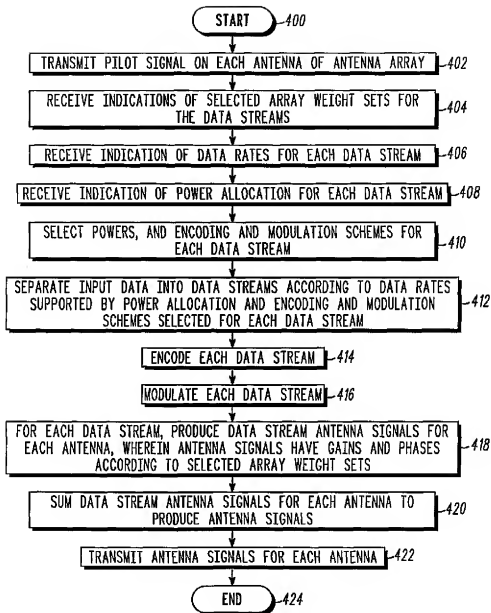 START 400
TRANSMIT PILOT SIGNAL ON EACH ANTENNA OF ANTENNA ARRAY 402
RECEIVE INDICATIONS OF SELECTED ARRAY WEIGHT SETS FOR
THE DATA STREAMS 404
RECEIVE INDICATION OF DATA RATES FOR EACH DATA STREAM 406
RECEIVE INDICATION OF POWER ALLOCATION FOR EACH DATA STREAM 408
SELECT POWERS, AND ENCODING AND MODULATION SCHEMES FOR
EACH DATA STREAM 410
SEPARATE INPUT DATA INTO DATA STREAMS ACCORDING TO DATA RATES
SUPPORTED BY POWER ALLOCATION AND ENCODING AND MODULATION 412
SCHEMES SELECTED FOR EACH DATA STREAM
ENCODE EACH DATA STREAM 414
MODULATE EACH DATA STREAM 416
FOR EACH DATA STREAM, PRODUCE DATA STREAM ANTENNA SIGNALS FOR
EACH ANTENNA, WHEREIN ANTENNA SIGNALS HAVE GAINS AND PHASES 418
ACCORDING TO SELECTED ARRAY WEIGHT SETS
SUM DATA STREAM ANTENNA SIGNALS FOR EACH ANTENNA TO
PRODUCE ANTENNA SIGNALS 420
TRANSMIT ANTENNA SIGNALS FOR EACH ANTENNA 422
END 424